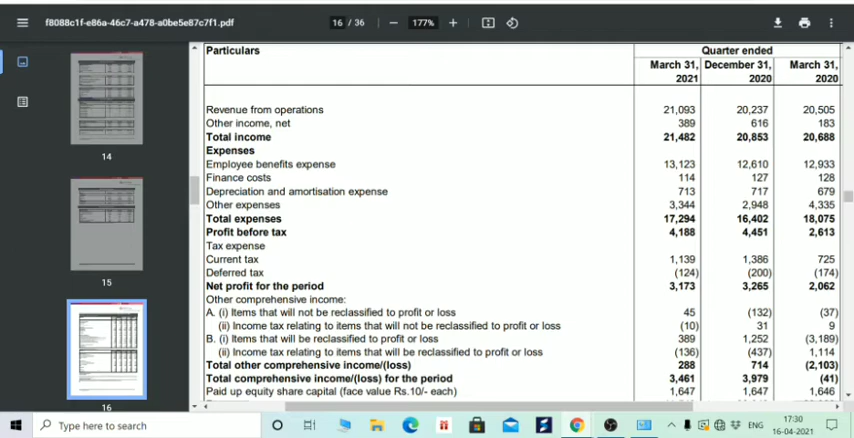 f8088c1f-e86a-46c7-a478-a0be5e87c7f1.pdf 16 / 36 177%
Particulars Quarter ended
March 31, 2021 December 31, 2020 March 31, 2020
Revenue from operations 21,093 20,237 20,505
Other income, net 389 616 183
Total income 21,482 20,853 20,688
Expenses
Employee benefits expense 13,123 12,610 12,933
Finance costs 114 127 128
Depreciation and amortisation expense 713 717 679
Other expenses 3,344 2,948 4,335
Total expenses 17,294 16,402 18,075
Profit before tax 4,188 4,451 2,613
Tax expense
Current tax 1,139 1,386 725
Deferred tax (124) (200) (174)
Net profit for the period 3,173 3,265 2,062
Other comprehensive income:
A. (i) Items that will not be reclassified to profit or loss 45 (132) (37)
(ii) Income tax relating to items that will not be reclassified to profit or loss (10) 31 9
B. (i) Items that will be reclassified to profit or loss 389 1,252 (3,189)
(ii) Income tax relating to items that will be reclassified to profit or loss (136) (437) 1,114
Total other comprehensive income/(loss) 288 714 (2,103)
Total comprehensive income/(loss) for the period 3,461 3,979 (41)
Paid up equity share capital (face value Rs.10/- each) 1,647 1,647 1,646
14
15
16
Type here to search
ENG
17:30
16-04-2021